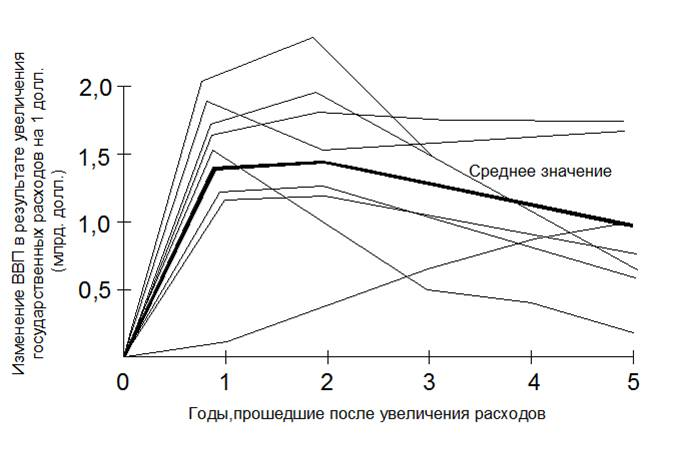 Изменение ВВП в результате увеличения
государственных расходов на 1 долл.
(млрд. долл.)
2,0
1,5
1,0
0,5
Среднее значение
0 1 2 3 4 5
Годы,прошедшие после увеличения расходов